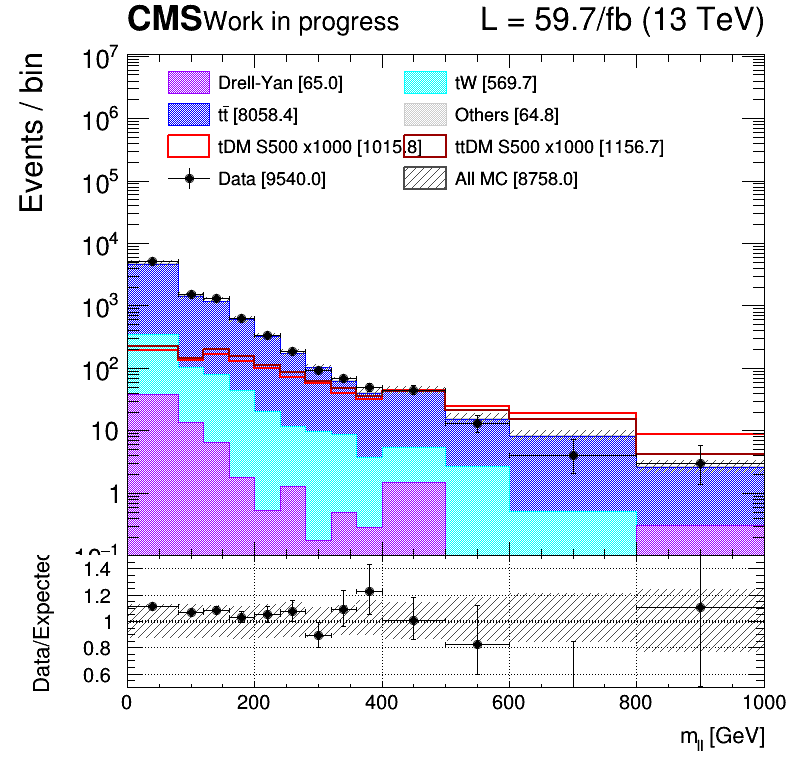 CMS Work in progress L = 59.7/fb (13 TeV)
Events / bin
10⁷
10⁶
10⁵
10⁴
10³
10²
10
1
10⁻¹
Drell-Yan [65.0] tW [569.7]
tt̄ [8058.4] Others [64.8]
tDM S500 x1000 [1015.8] ttDM S500 x1000 [1156.7]
Data [9540.0] All MC [8758.0]
Data/Expected
1.4
1.2
1
0.8
0.6
0 200 400 600 800 1000
m_ll [GeV]